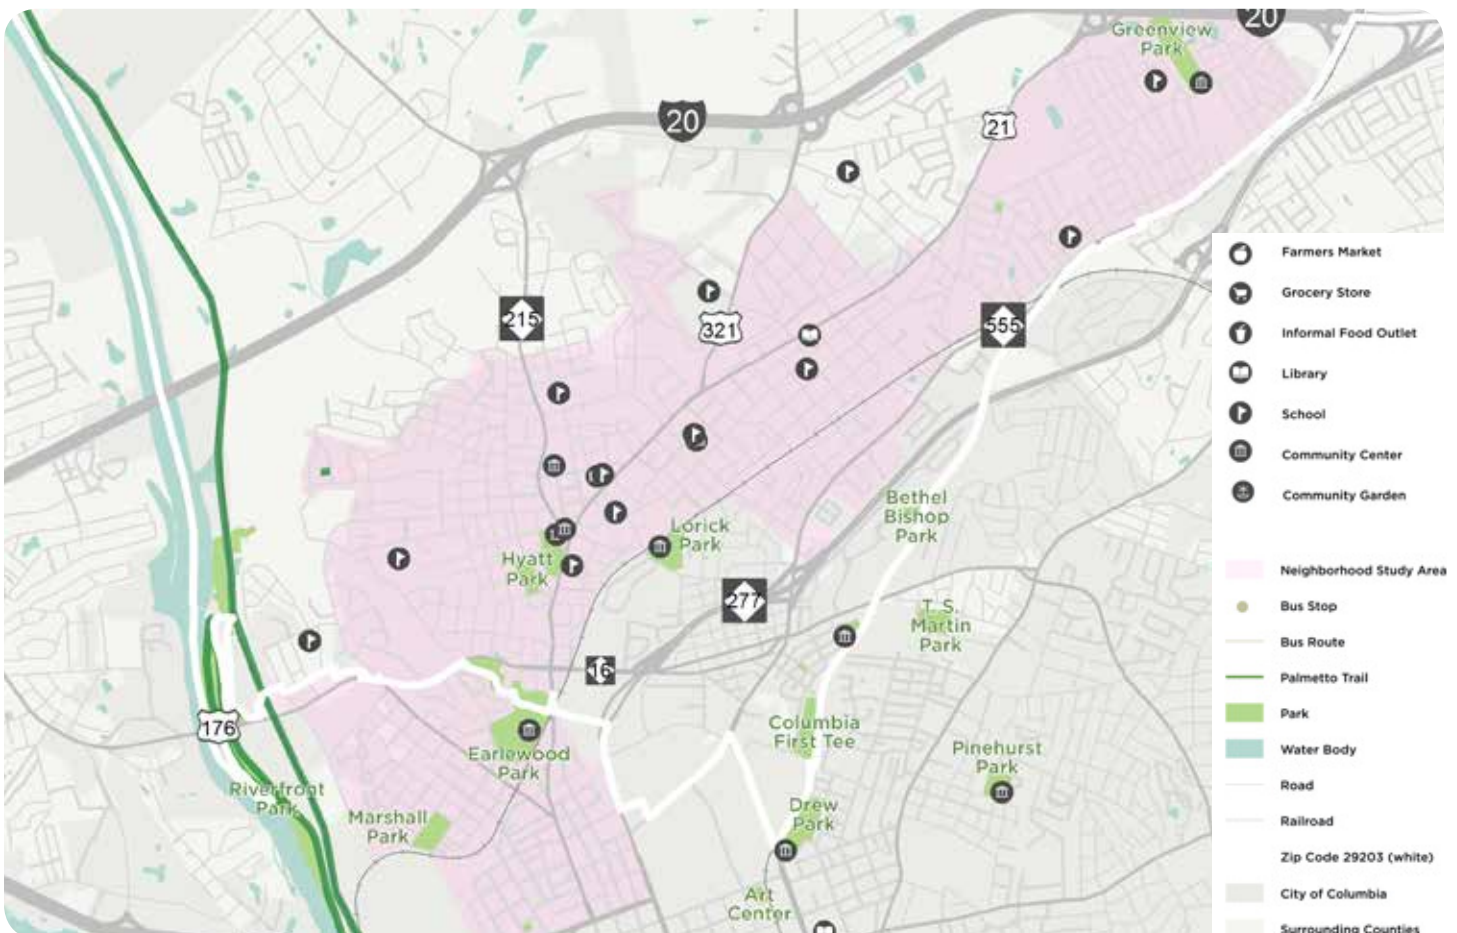 20
Greenview
Park
20
21
215
321
555
Bethel
Bishop
Park
Lorick
Park
Hyatt
Park
277
T. S.
Martin
Park
16
176
Columbia
First Tee
Pinehurst
Park
Earlewood
Park
Riverfront
Park
Marshall
Park
Drew
Park
Art
Center
Farmers Market
Grocery Store
Informal Food Outlet
Library
School
Community Center
Community Garden
Neighborhood Study Area
Bus Stop
Bus Route
Palmetto Trail
Park
Water Body
Road
Railroad
Zip Code 29203 (white)
City of Columbia
Surrounding Counties